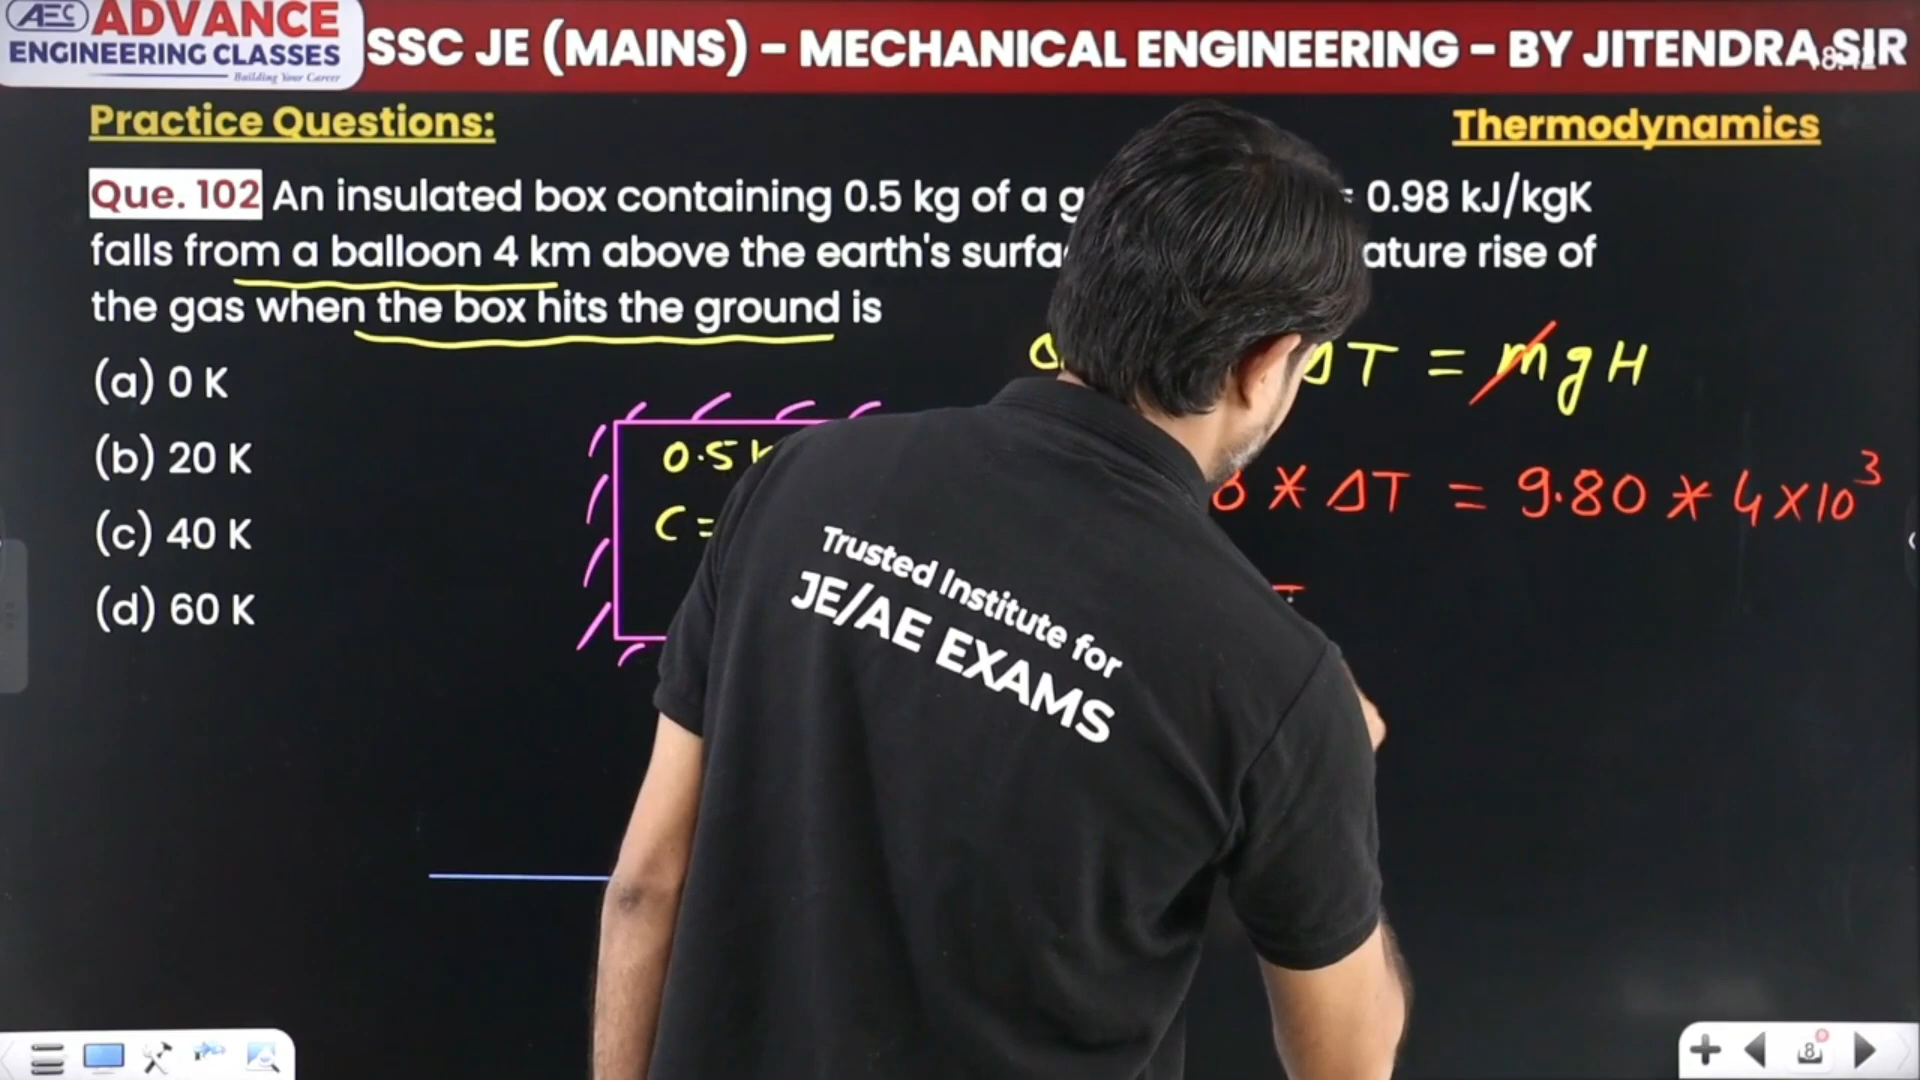 AEC ADVANCE
ENGINEERING CLASSES
Building Your Career
SSC JE (MAINS) - MECHANICAL ENGINEERING - BY JITENDRA SIR
Practice Questions:
Thermodynamics
Que. 102 An insulated box containing 0.5 kg of a g = 0.98 kJ/kgK
falls from a balloon 4 km above the earth's surfa ature rise of
the gas when the box hits the ground is
(a) 0 K
(b) 20 K
(c) 40 K
(d) 60 K
ΔT = mgH
0.5
C =
8 * ΔT = 9.80 * 4×10³
Trusted Institute for
JE/AE EXAMS
8